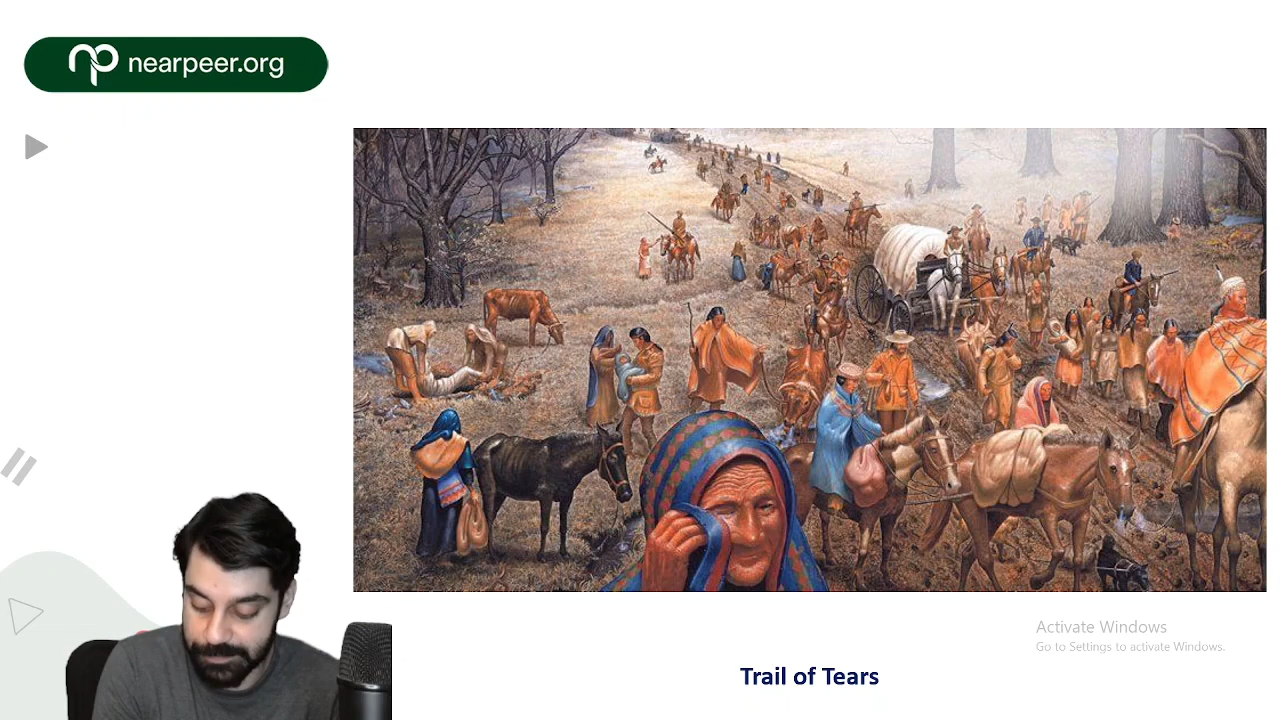 nearpeer.org
Activate Windows
Go to Settings to activate Windows.
Trail of Tears